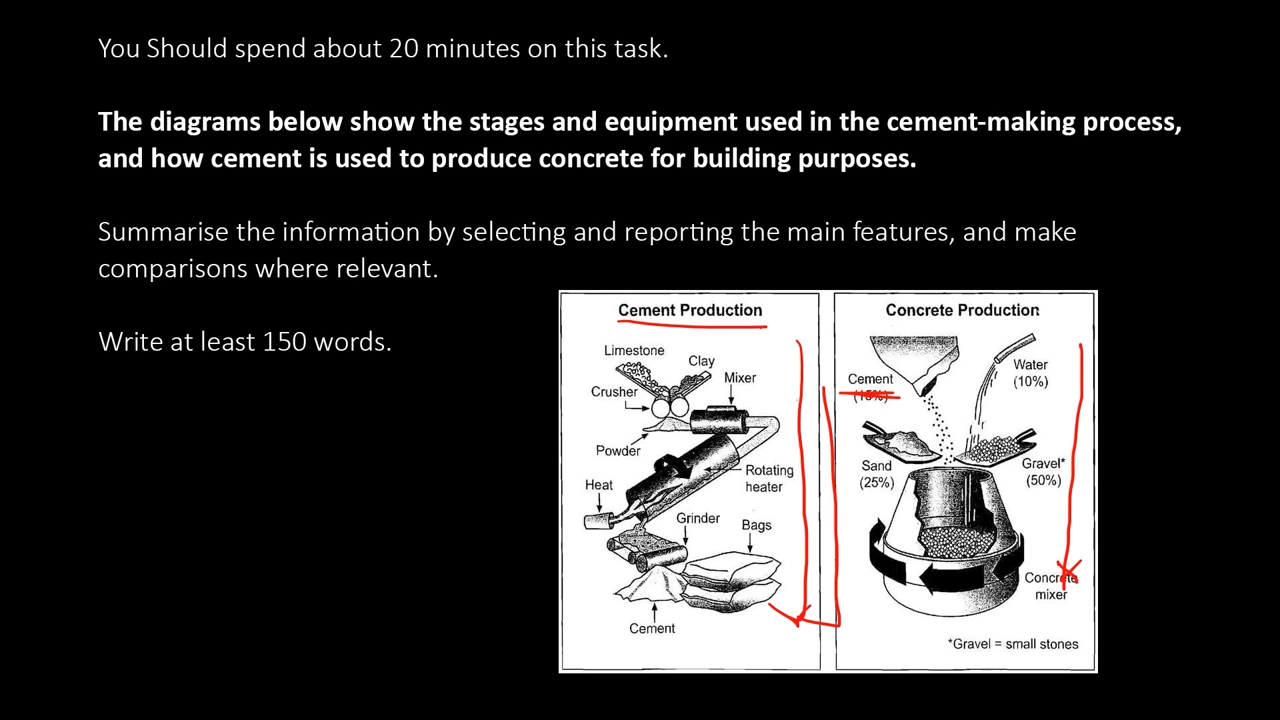 You Should spend about 20 minutes on this task.
The diagrams below show the stages and equipment used in the cement-making process,
and how cement is used to produce concrete for building purposes.
Summarise the information by selecting and reporting the main features, and make
comparisons where relevant.
Write at least 150 words.
Cement Production
Limestone
Clay
Mixer
Crusher
Powder
Rotating
heater
Heat
Grinder
Bags
Cement
Concrete Production
Water
(10%)
Cement
(15%)
Sand
(25%)
Gravel*
(50%)
Concrete
mixer
*Gravel = small stones